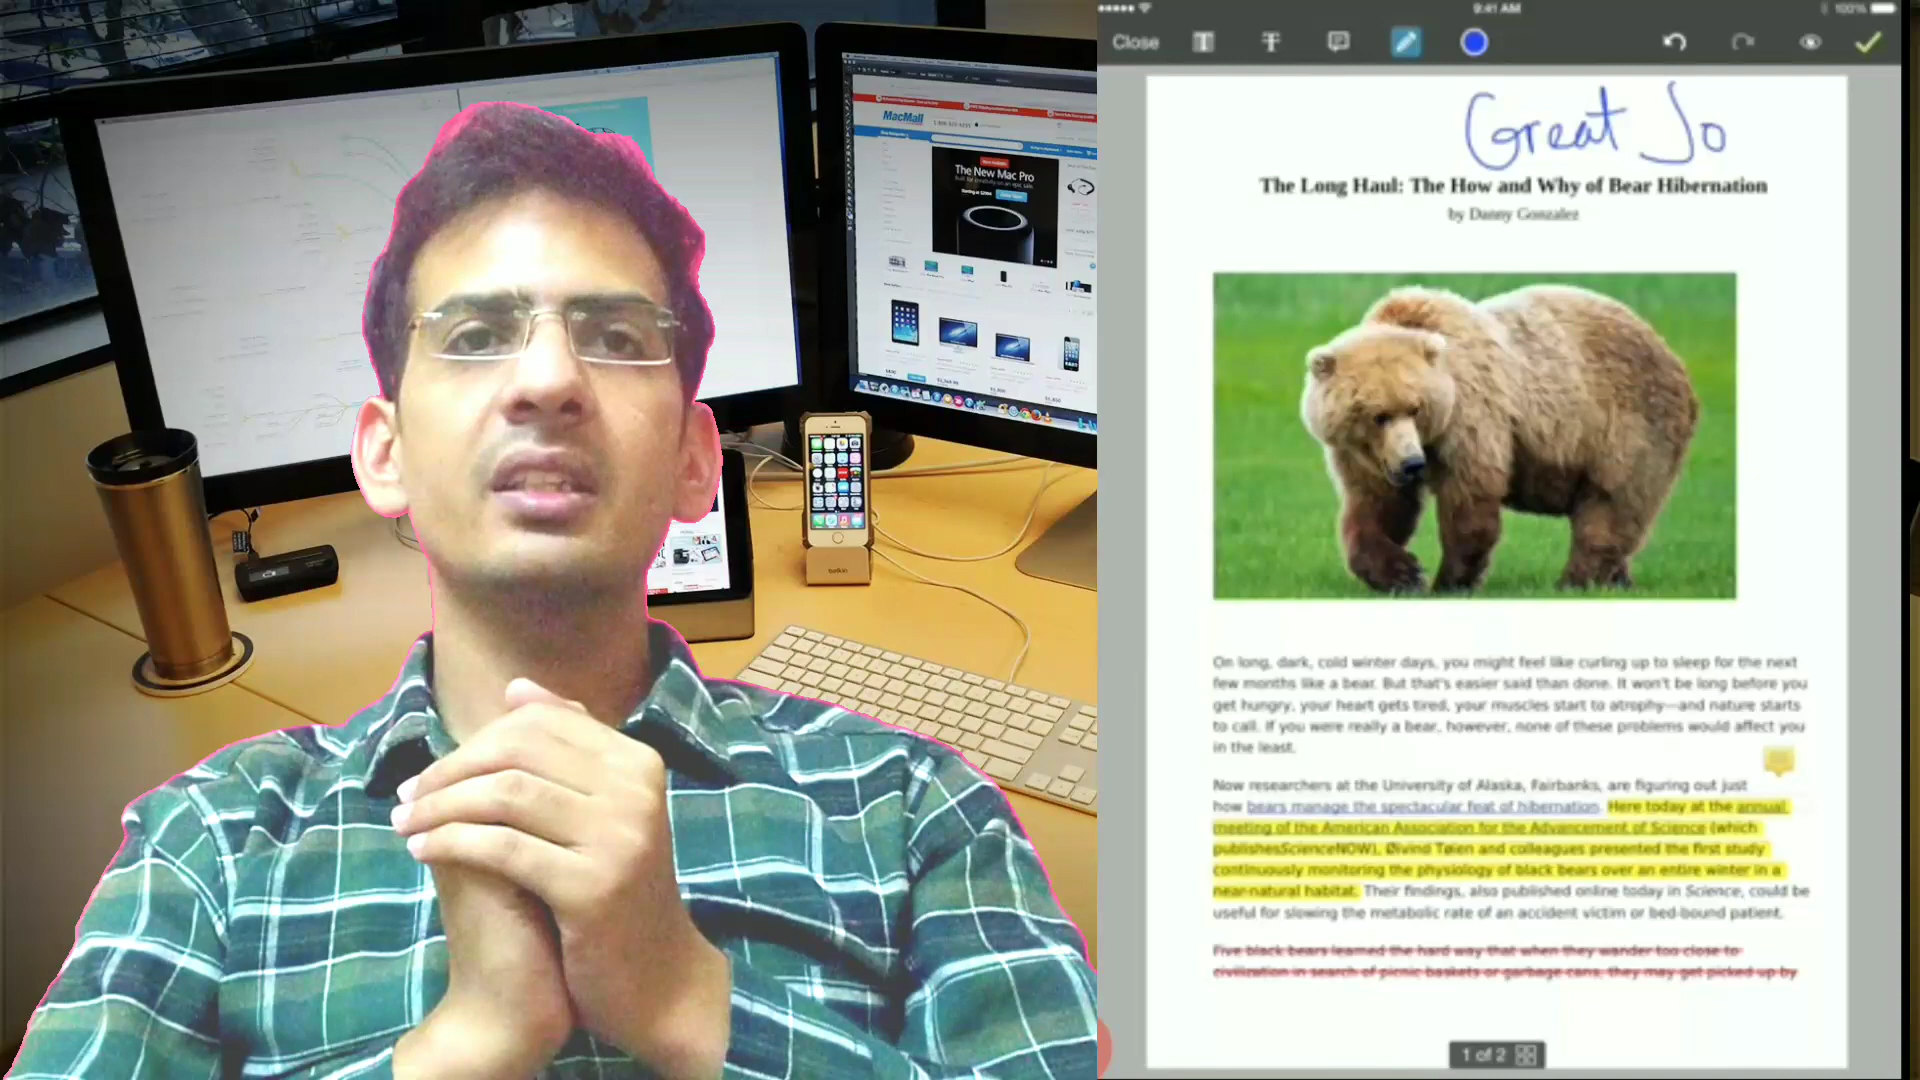 MacMall
The New Mac Pro
belkin
9:41 AM
100%
Close
Great Jo
The Long Haul: The How and Why of Bear Hibernation
by Danny Gonzalez
On long, dark, cold winter days, you might feel like curling up to sleep for the next
few months like a bear. But that's easier said than done. It won't be long before you
get hungry, your heart gets tired, your muscles start to atrophy—and nature starts
to call. If you were really a bear, however, none of these problems would affect you
in the least.
Now researchers at the University of Alaska, Fairbanks, are figuring out just
how bears manage the spectacular feat of hibernation. Here today at the annual
meeting of the American Association for the Advancement of Science (which
publishesScienceNOW), Øivind Tøien and colleagues presented the first study
continuously monitoring the physiology of black bears over an entire winter in a
near-natural habitat. Their findings, also published online today in Science, could be
useful for slowing the metabolic rate of an accident victim or bed-bound patient.
Five black bears learned the hard way that when they wander too close to
civilization in search of picnic baskets or garbage cans, they may get picked up by
1 of 2